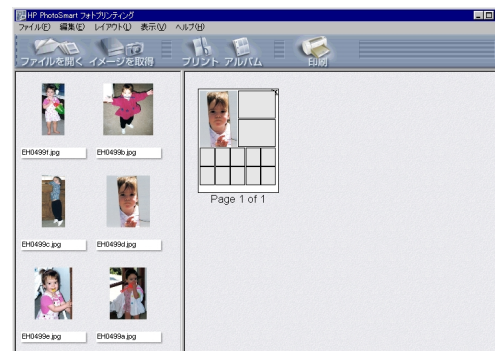 HP PhotoSmart フォトプリンティング
ファイル(F) 編集(E) レイアウト(L) 表示(V) ヘルプ(H)
ファイルを開く イメージを取得 プリント アルバム 印刷
EH0499f.jpg EH0499b.jpg
EH0499c.jpg EH0499d.jpg
EH0499e.jpg EH0499a.jpg
Page 1 of 1